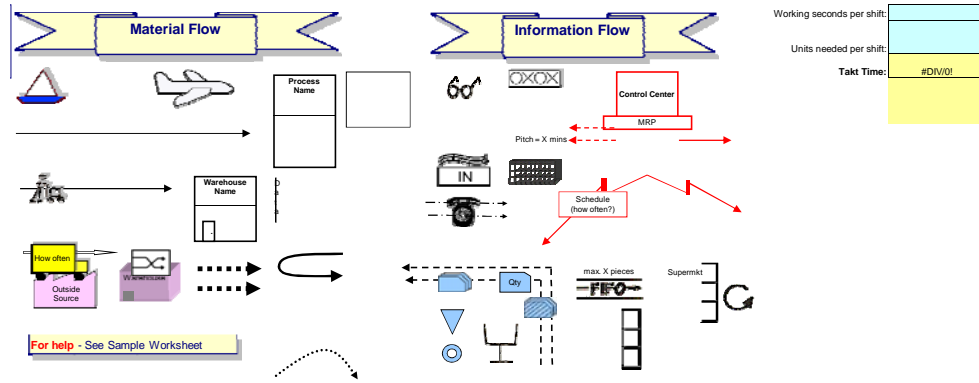 Material Flow
Information Flow
Working seconds per shift:
Units needed per shift:
Takt Time:
#DIV/0!
Process
Name
OXOX
Control Center
MRP
Pitch = X mins
IN
Warehouse
Name
Schedule
(how often?)
How often
Outside
Source
Warehouse
Qty
max. X pieces
FIFO
Supermkt
For help - See Sample Worksheet